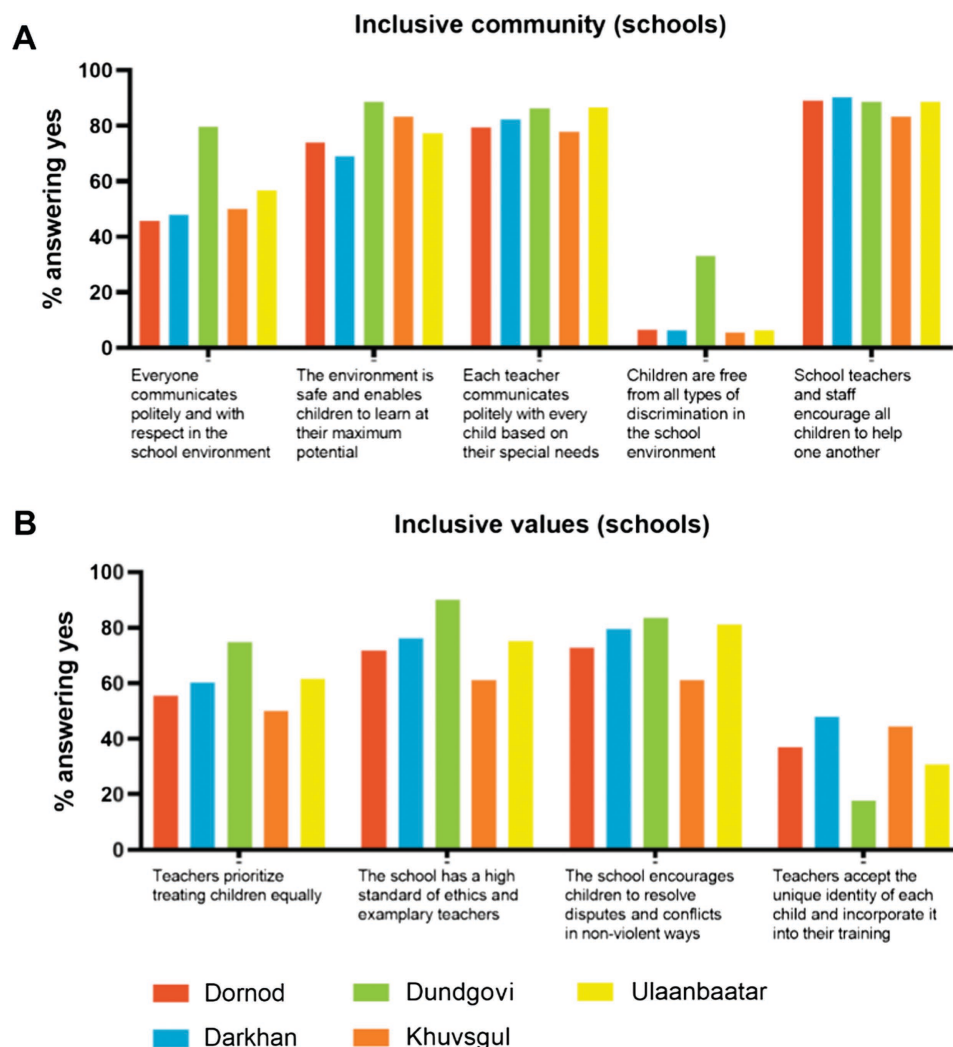 A
Inclusive community (schools)
% answering yes
100
80
60
40
20
0
Everyone
communicates
politely and with
respect in the
school environment
The environment is
safe and enables
children to learn at
their maximum
potential
Each teacher
communicates
politely with every
child based on
their special needs
Children are free
from all types of
discrimination in
the school
environment
School teachers
and staff
encourage all
children to help
one another
B
Inclusive values (schools)
% answering yes
100
80
60
40
20
0
Teachers prioritize
treating children equally
The school has a high
standard of ethics and
examplary teachers
The school encourages
children to resolve
disputes and conflicts
in non-violent ways
Teachers accept the
unique identity of each
child and incorporate it
into their training
Dornod
Dundgovi
Ulaanbaatar
Darkhan
Khuvsgul